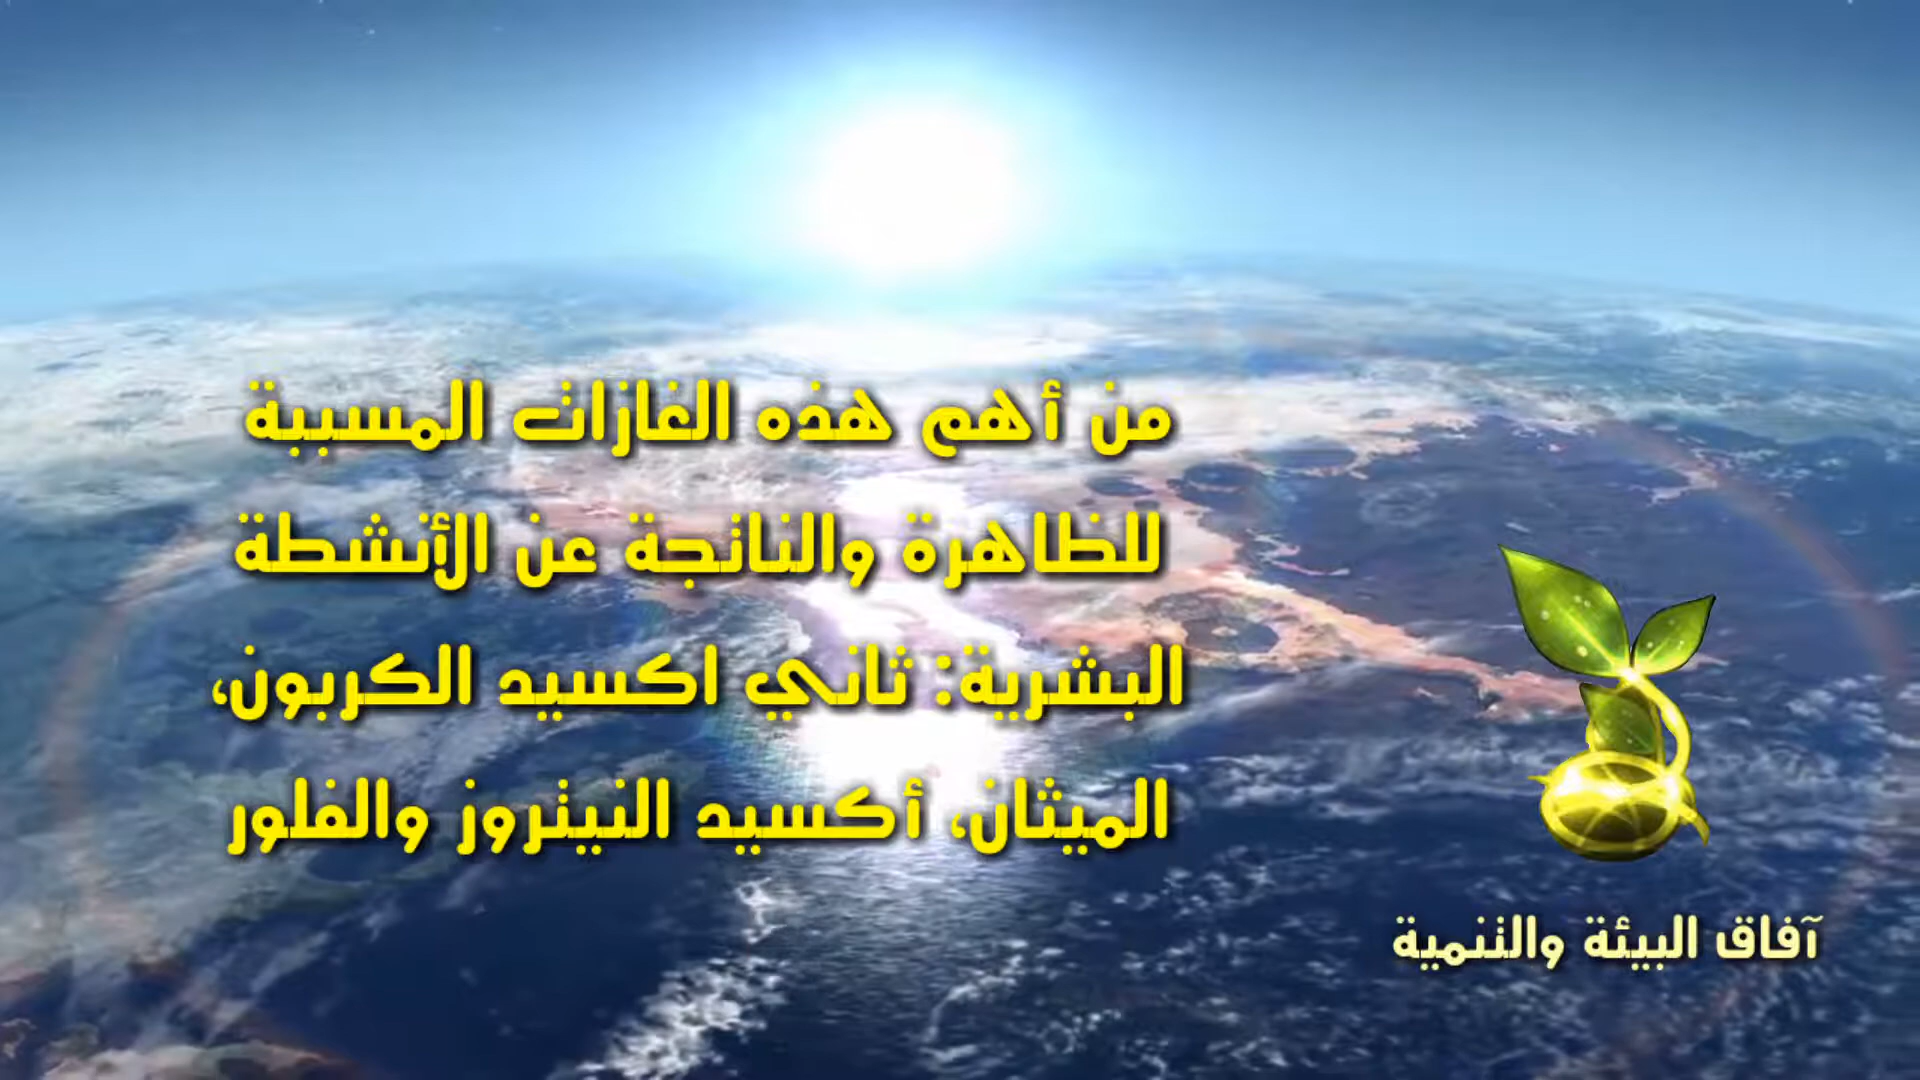 من أهم هذه الغازات المسببة
للظاهرة والناتجة عن الأنشطة
البشرية: ثاني اكسيد الكربون،
الميثان، أكسيد النيتروز والفلور
آفاق البيئة والتنمية